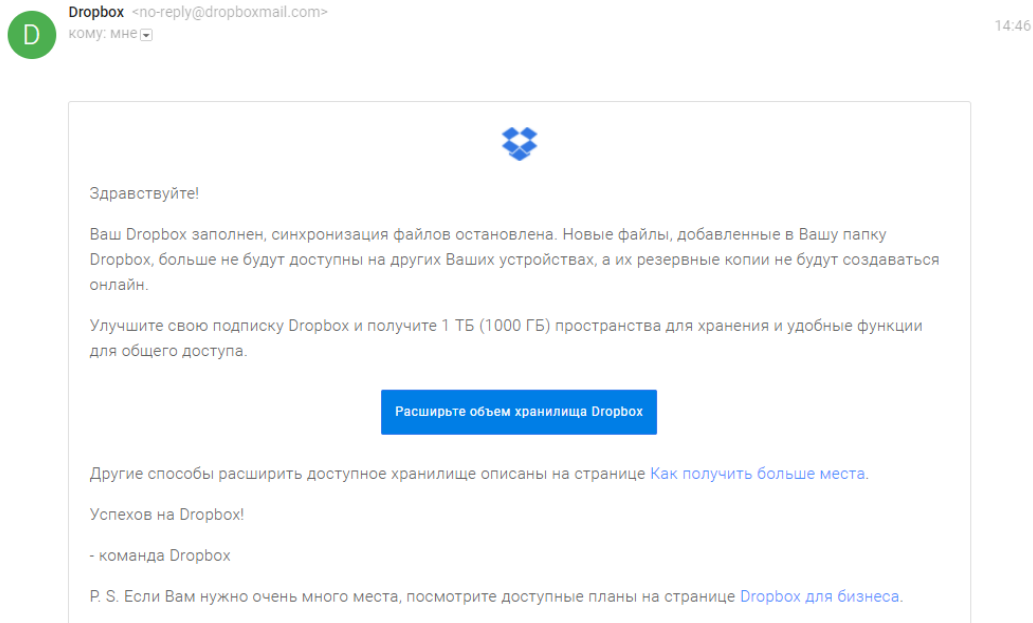 Dropbox <no-reply@dropboxmail.com>
кому: мне
14:46
D
Здравствуйте!
Ваш Dropbox заполнен, синхронизация файлов остановлена. Новые файлы, добавленные в Вашу папку
Dropbox, больше не будут доступны на других Ваших устройствах, а их резервные копии не будут создаваться
онлайн.
Улучшите свою подписку Dropbox и получите 1 ТБ (1000 ГБ) пространства для хранения и удобные функции
для общего доступа.
Расширьте объем хранилища Dropbox
Другие способы расширить доступное хранилище описаны на странице Как получить больше места.
Успехов на Dropbox!
- команда Dropbox
P. S. Если Вам нужно очень много места, посмотрите доступные планы на странице Dropbox для бизнеса.